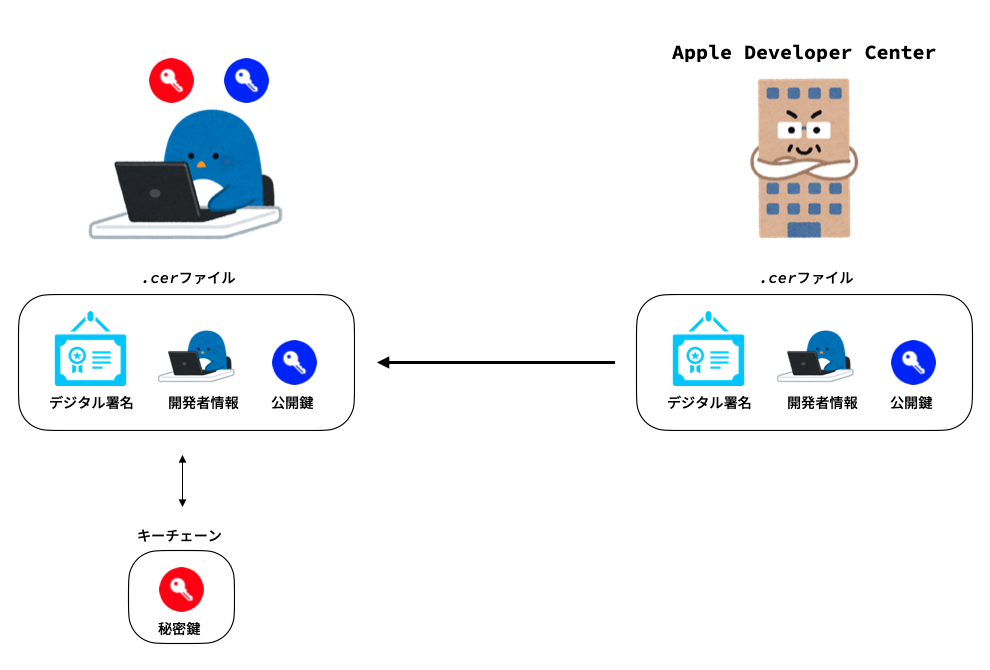 Apple Developer Center
.cerファイル
デジタル署名
開発者情報
公開鍵
.cerファイル
デジタル署名
開発者情報
公開鍵
キーチェーン
秘密鍵